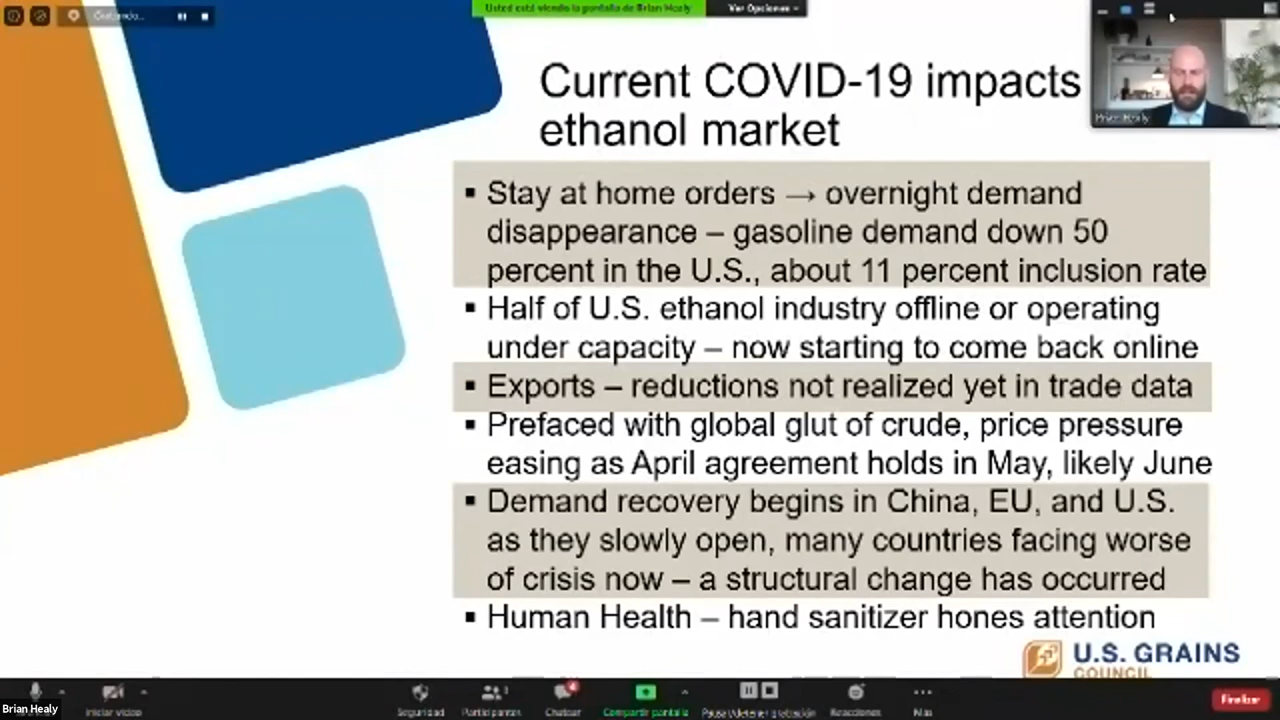 Usted está viendo la pantalla de Brian Healy
Ver Opciones
Current COVID-19 impacts
ethanol market
Brian Healy
▪ Stay at home orders → overnight demand
disappearance – gasoline demand down 50
percent in the U.S., about 11 percent inclusion rate
▪ Half of U.S. ethanol industry offline or operating
under capacity – now starting to come back online
▪ Exports – reductions not realized yet in trade data
▪ Prefaced with global glut of crude, price pressure
easing as April agreement holds in May, likely June
▪ Demand recovery begins in China, EU, and U.S.
as they slowly open, many countries facing worse
of crisis now – a structural change has occurred
▪ Human Health – hand sanitizer hones attention
U.S. GRAINS
COUNCIL
Brian Healy
Iniciar video
Seguridad
Participantes
Chatear
Compartir pantalla
Pausar/detener grabación
Reacciones
Más
Finalizar